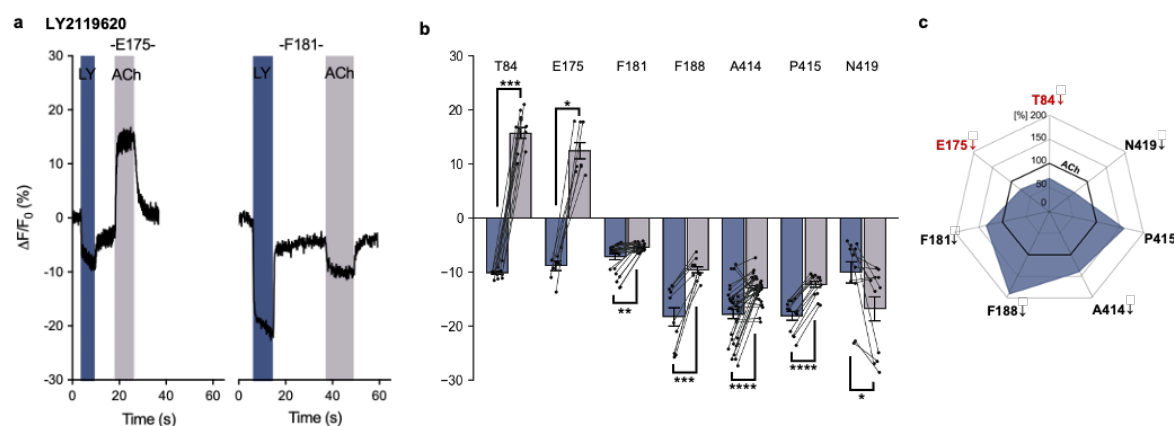 a LY2119620
-E175- -F181-
LY ACh LY ACh
30
20
10
0
-10
-20
-30
ΔF/F0 (%)
0 20 40 60 0 20 40 60
Time (s) Time (s)
b
30
20
10
0
−10
−20
−30
T84 E175 F181 F188 A414 P415 N419
*** *
** *** **** **** *
c
T84↓
[%] 200
150
100
50
0
ACh
E175↓ N419↓
F181↓ P415↓
F188↓ A414↓